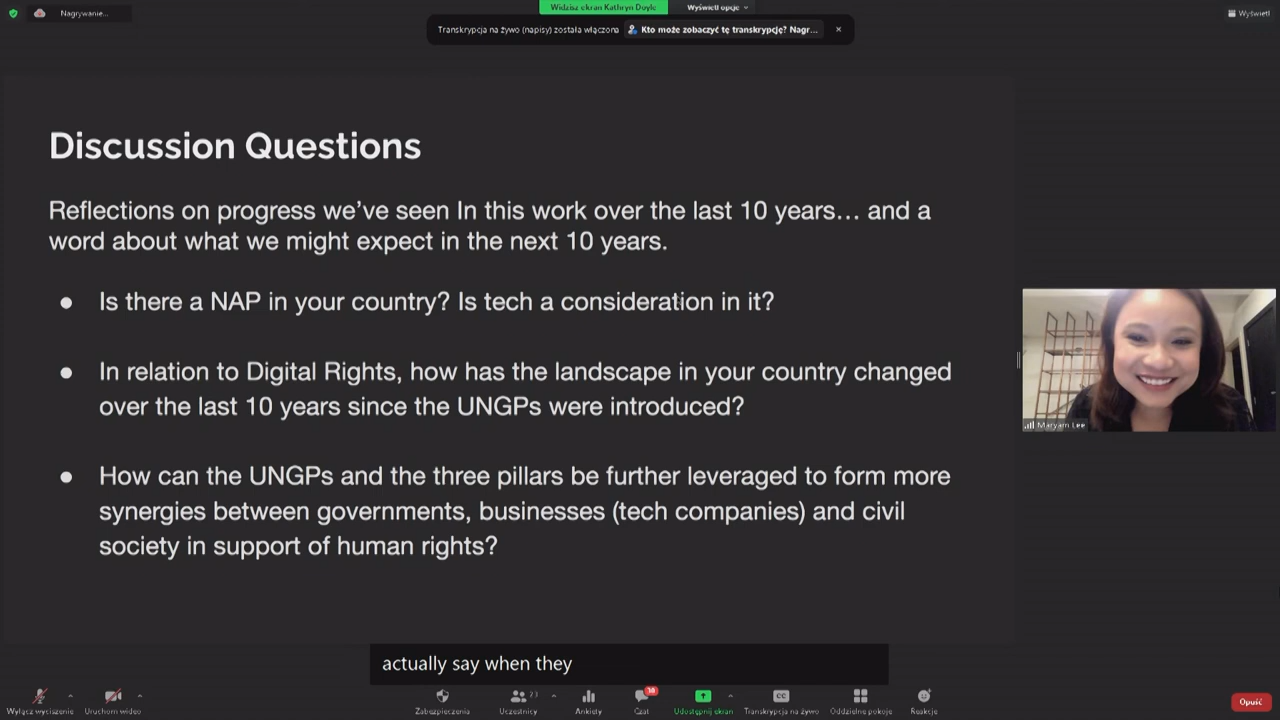 Nagrywanie...
Widzisz ekran Kathryn Doyle
Wyświetl opcje
Wyświetl
Transkrypcja na żywo (napisy) została włączona
Kto może zobaczyć tę transkrypcję? Nagr...
Discussion Questions
Reflections on progress we've seen In this work over the last 10 years… and a
word about what we might expect in the next 10 years.
● Is there a NAP in your country? Is tech a consideration in it?
● In relation to Digital Rights, how has the landscape in your country changed
over the last 10 years since the UNGPs were introduced?
● How can the UNGPs and the three pillars be further leveraged to form more
synergies between governments, businesses (tech companies) and civil
society in support of human rights?
Maryam Lee
actually say when they
Wyłącz wyciszenie
Uruchom wideo
Zabezpieczenia
23
Uczestnicy
Ankiety
36
Czat
Udostępnij ekran
CC
Transkrypcja na żywo
Oddzielne pokoje
Reakcje
Opuść